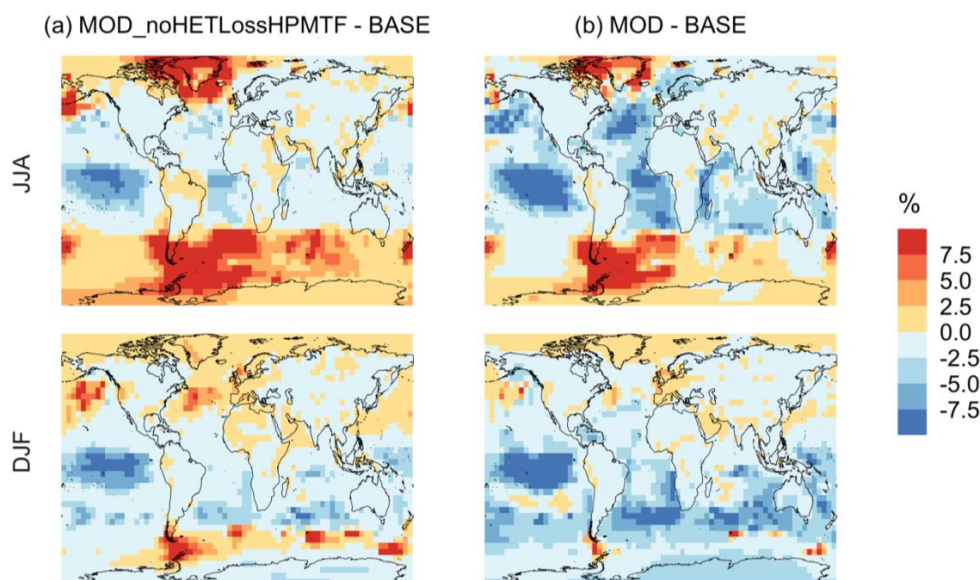 (a) MOD_noHETLossHPMTF - BASE
(b) MOD - BASE
JJA
DJF
%
7.5
5.0
2.5
0.0
-2.5
-5.0
-7.5